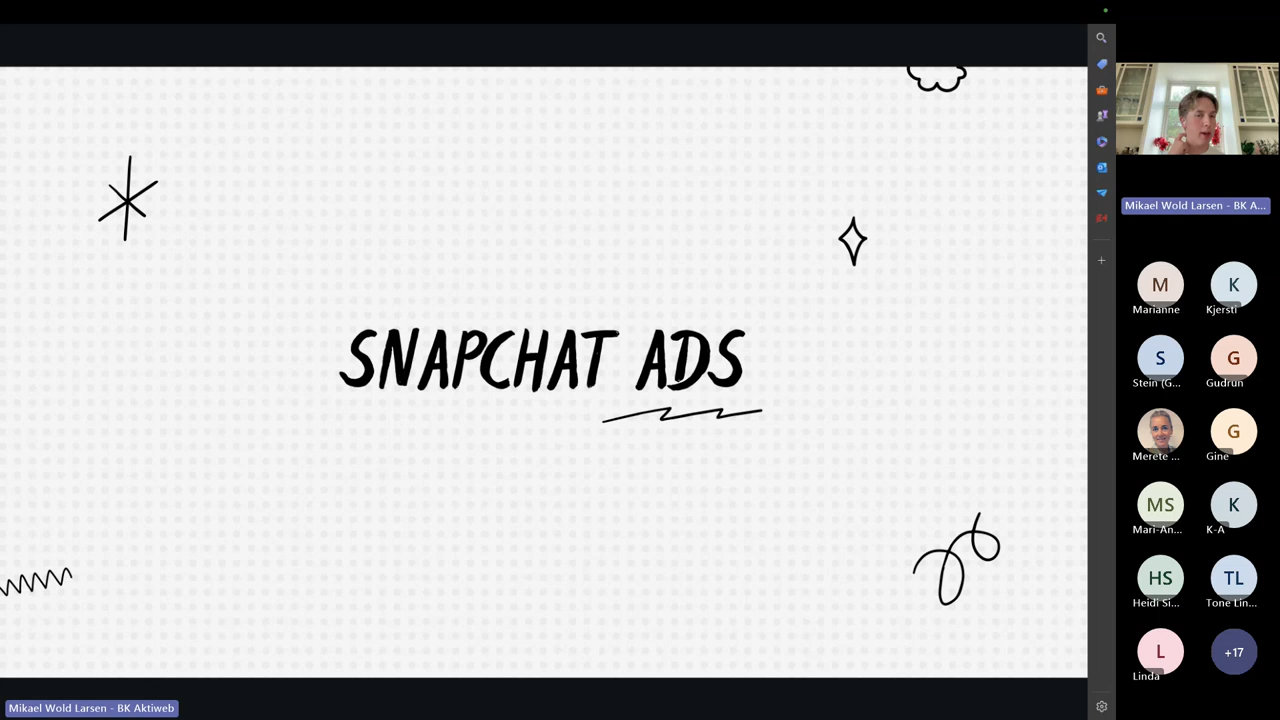 SNAPCHAT ADS
Mikael Wold Larsen - BK Aktiweb
Mikael Wold Larsen - BK A...
M
Marianne
K
Kjersti
S
Stein (G...
G
Gudrun
Merete ...
G
Gine
MS
Mari-An...
K
K-A
HS
Heidi Si...
TL
Tone Lin...
L
Linda
+17